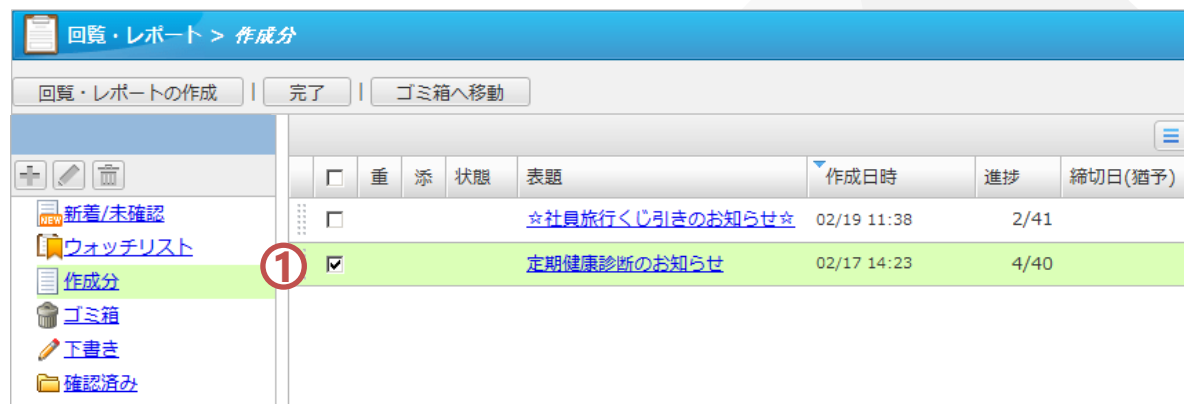 回覧・レポート > 作成分
回覧・レポートの作成 | 完了 | ゴミ箱へ移動
重 添 状態 表題 作成日時 進捗 締切日(猶予)
NEW 新着/未確認
☆社員旅行くじ引きのお知らせ☆ 02/19 11:38 2/41
ウォッチリスト
① 定期健康診断のお知らせ 02/17 14:23 4/40
作成分
ゴミ箱
下書き
確認済み